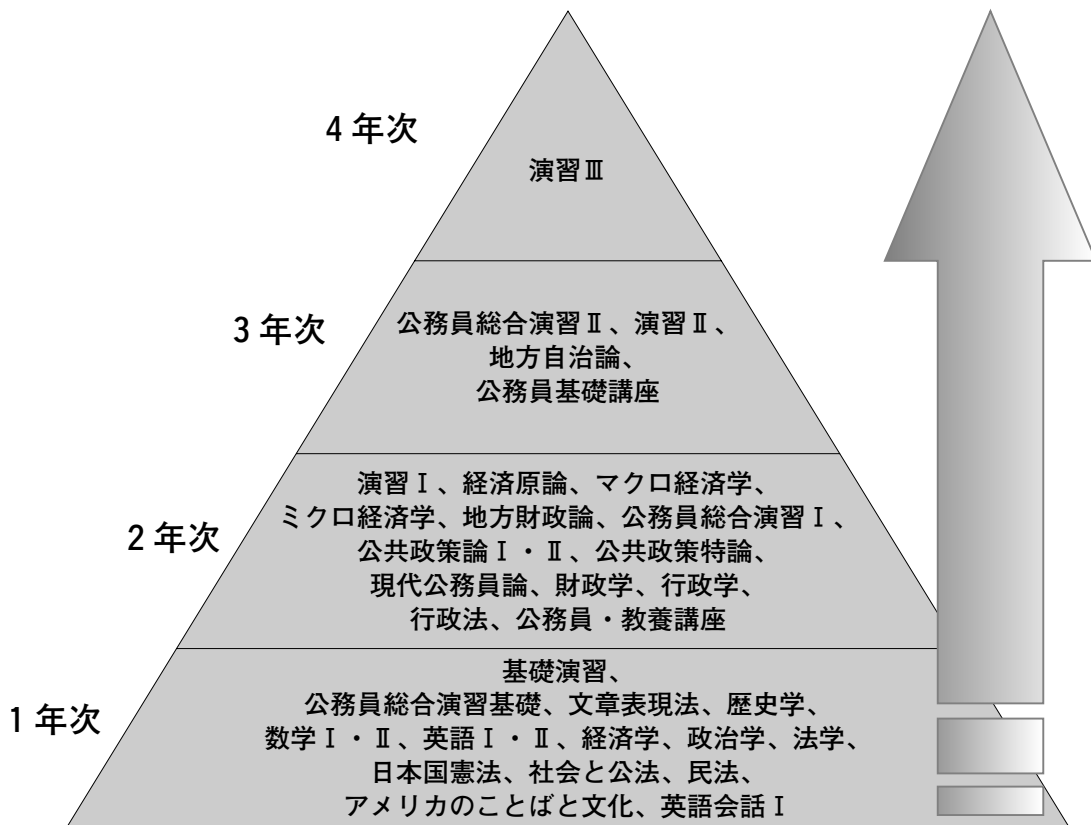 4年次
演習Ⅲ
3年次
公務員総合演習Ⅱ、演習Ⅱ、
地方自治論、
公務員基礎講座
2年次
演習Ⅰ、経済原論、マクロ経済学、
ミクロ経済学、地方財政論、公務員総合演習Ⅰ、
公共政策論Ⅰ・Ⅱ、公共政策特論、
現代公務員論、財政学、行政学、
行政法、公務員・教養講座
1年次
基礎演習、
公務員総合演習基礎、文章表現法、歴史学、
数学Ⅰ・Ⅱ、英語Ⅰ・Ⅱ、経済学、政治学、法学、
日本国憲法、社会と公法、民法、
アメリカのことばと文化、英語会話Ⅰ